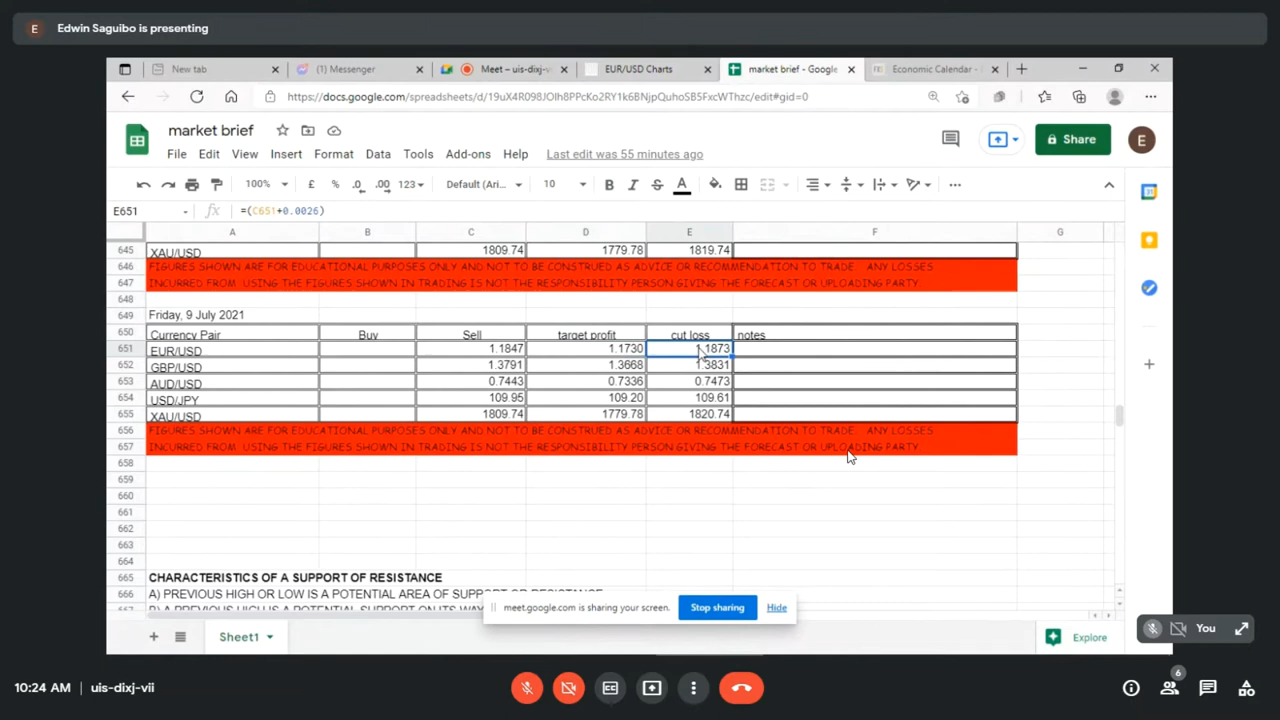 E Edwin Saguibo is presenting
New tab (1) Messenger Meet – uis-dixj-v EUR/USD Charts market brief - Google Economic Calendar -
https://docs.google.com/spreadsheets/d/19uX4R098JOIh8PPcKo2RY1k6BNjpQuhoSB5FxcWThzc/edit#gid=0
market brief
Share E
File Edit View Insert Format Data Tools Add-ons Help Last edit was 55 minutes ago
100% £ % .0 .00 123 Default (Ari... 10 B I S A
E651 fx =(C651+0.0026)
A B C D E F G
645 XAU/USD 1809.74 1779.78 1819.74
646 FIGURES SHOWN ARE FOR EDUCATIONAL PURPOSES ONLY AND NOT TO BE CONSTRUED AS ADVICE OR RECOMMENDATION TO TRADE ANY LOSSES
647 INCURRED FROM USING THE FIGURES SHOWN IN TRADING IS NOT THE RESPONSIBILITY PERSON GIVING THE FORECAST OR UPLOADING PARTY.
648
649 Friday, 9 July 2021
650 Currency Pair Buy Sell target profit cut loss notes
651 EUR/USD 1.1847 1.1730 1.1873
652 GBP/USD 1.3791 1.3668 1.3831
653 AUD/USD 0.7443 0.7336 0.7473
654 USD/JPY 109.95 109.20 109.61
655 XAU/USD 1809.74 1779.78 1820.74
656 FIGURES SHOWN ARE FOR EDUCATIONAL PURPOSES ONLY AND NOT TO BE CONSTRUED AS ADVICE OR RECOMMENDATION TO TRADE ANY LOSSES
657 INCURRED FROM USING THE FIGURES SHOWN IN TRADING IS NOT THE RESPONSIBILITY PERSON GIVING THE FORECAST OR UPLOADING PARTY.
658
659
660
661
662
663
664
665 CHARACTERISTICS OF A SUPPORT OF RESISTANCE
666 A) PREVIOUS HIGH OR LOW IS A POTENTIAL AREA OF SUPPORT OR RESISTANCE
meet.google.com is sharing your screen. Stop sharing Hide
Sheet1 Explore
You
6
10:24 AM | uis-dixj-vii